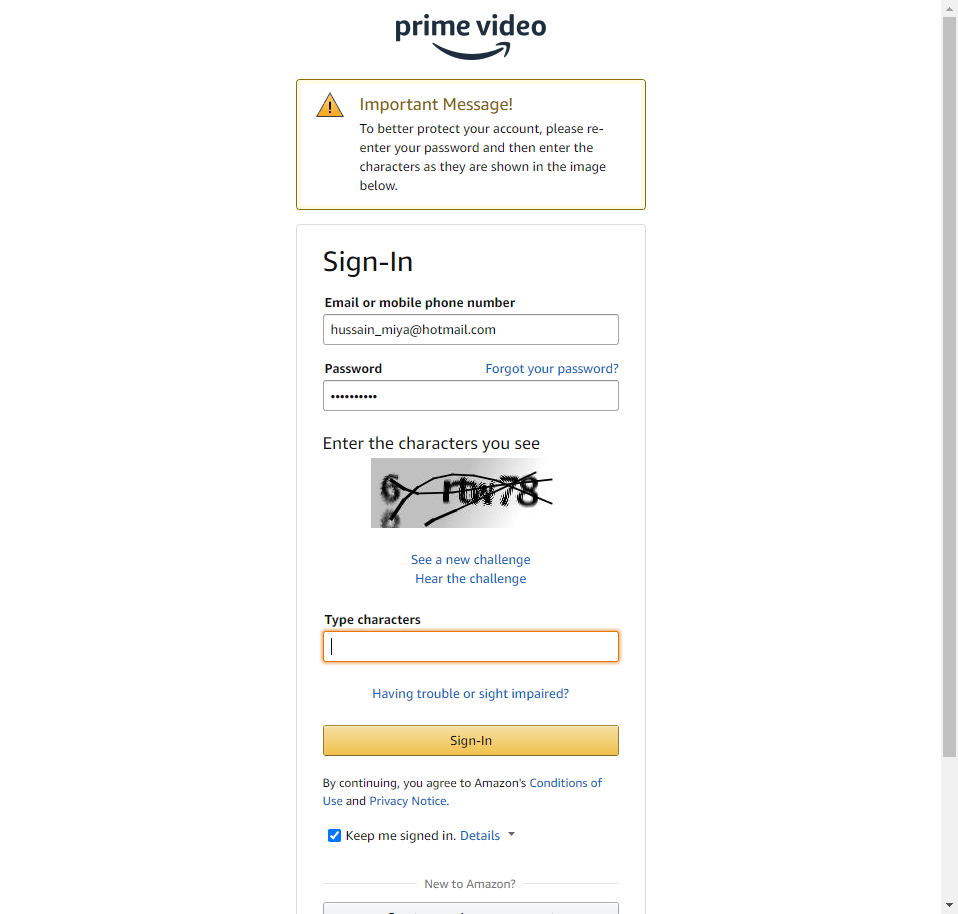 prime video
Important Message!
To better protect your account, please re-
enter your password and then enter the
characters as they are shown in the image
below.
Sign-In
Email or mobile phone number
hussain_miya@hotmail.com
Password Forgot your password?
••••••••••
Enter the characters you see
See a new challenge
Hear the challenge
Type characters
Having trouble or sight impaired?
Sign-In
By continuing, you agree to Amazon's Conditions of
Use and Privacy Notice.
Keep me signed in. Details
New to Amazon?